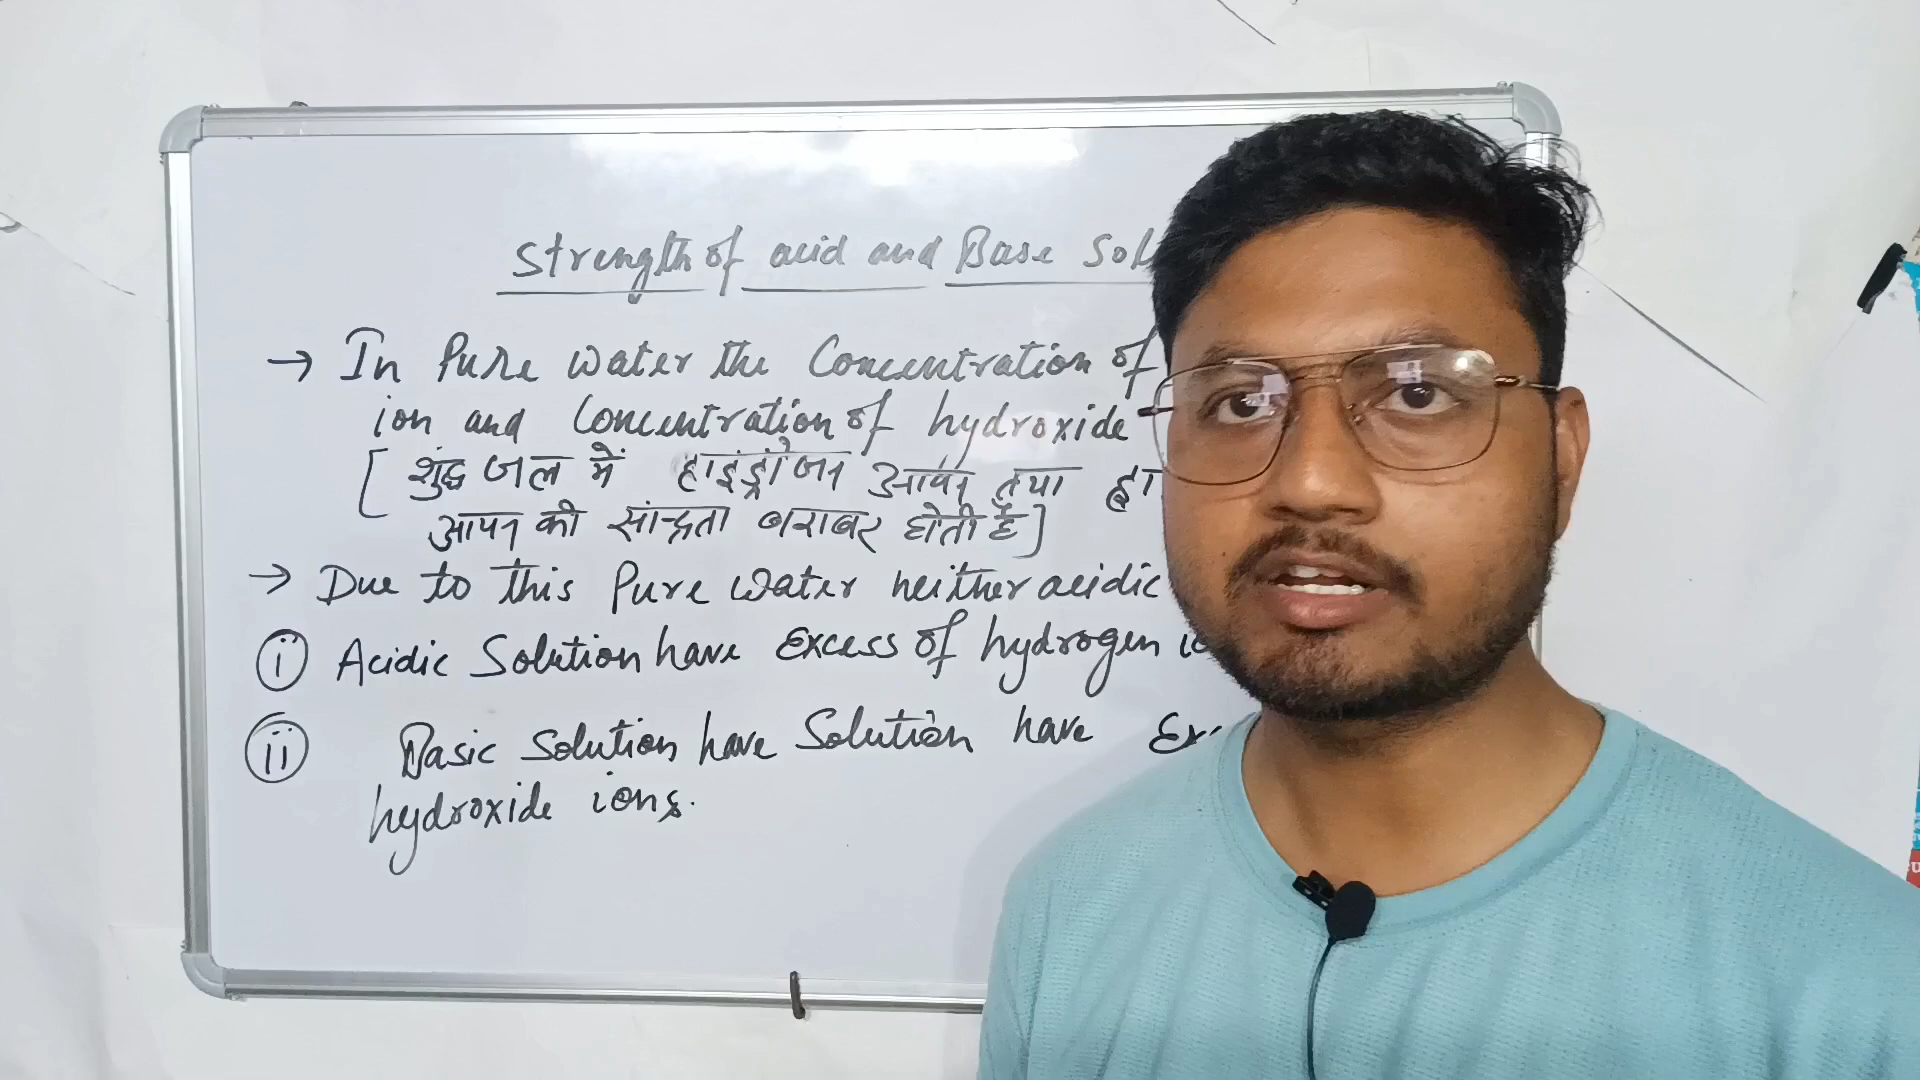 Strength of acid and Base Sol
→ In Pure water the Concentration of
ion and Concentration of hydroxide
[ शुद्ध जल में हाइड्रोजन आयन तथा हा
आयन की सांन्द्रता बराबर होती है ]
→ Due to this Pure water neither acidic
(i) Acidic Solution have Excess of hydrogen io
(ii) Basic Solution have Solution have Exc
hydroxide ions.